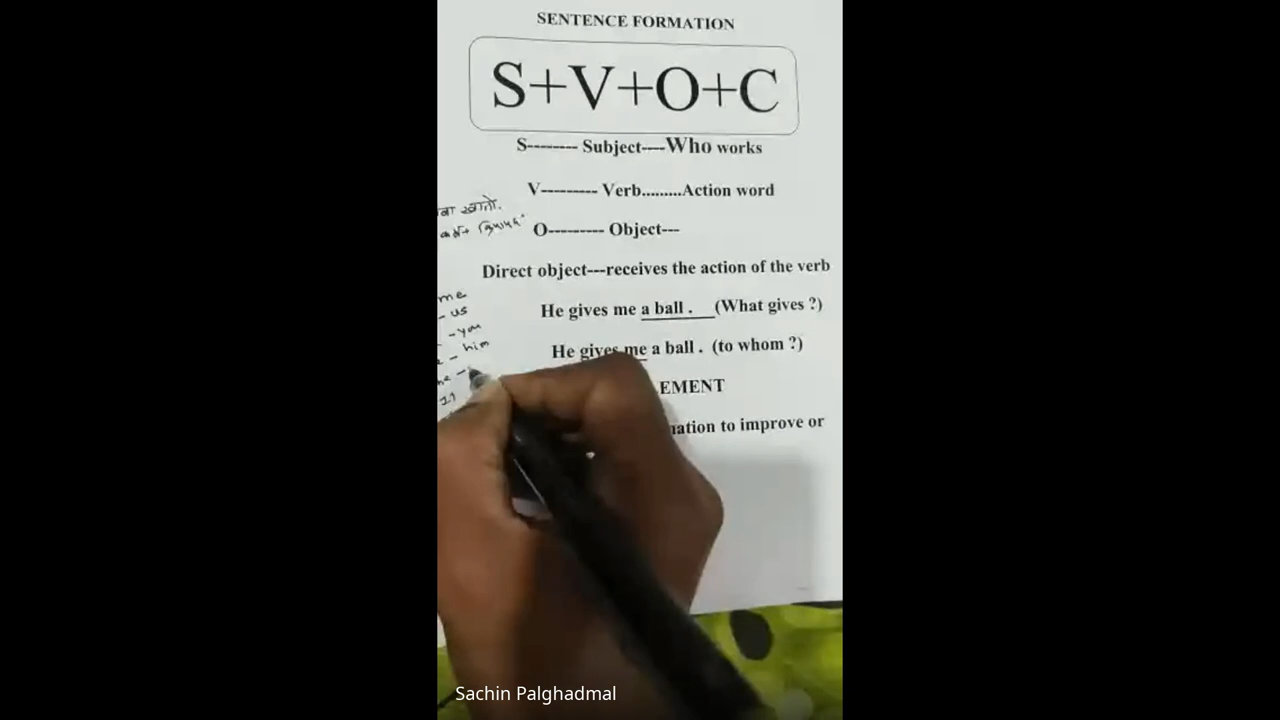 SENTENCE FORMATION
S+V+O+C
S-------- Subject----Who works
V--------- Verb.........Action word
खातो.
O--------- Object---
Direct object---receives the action of the verb
me
- us
He gives me a ball . (What gives ?)
- you
- him
He gives me a ball . (to whom ?)
EMENT
to improve or
Sachin Palghadmal